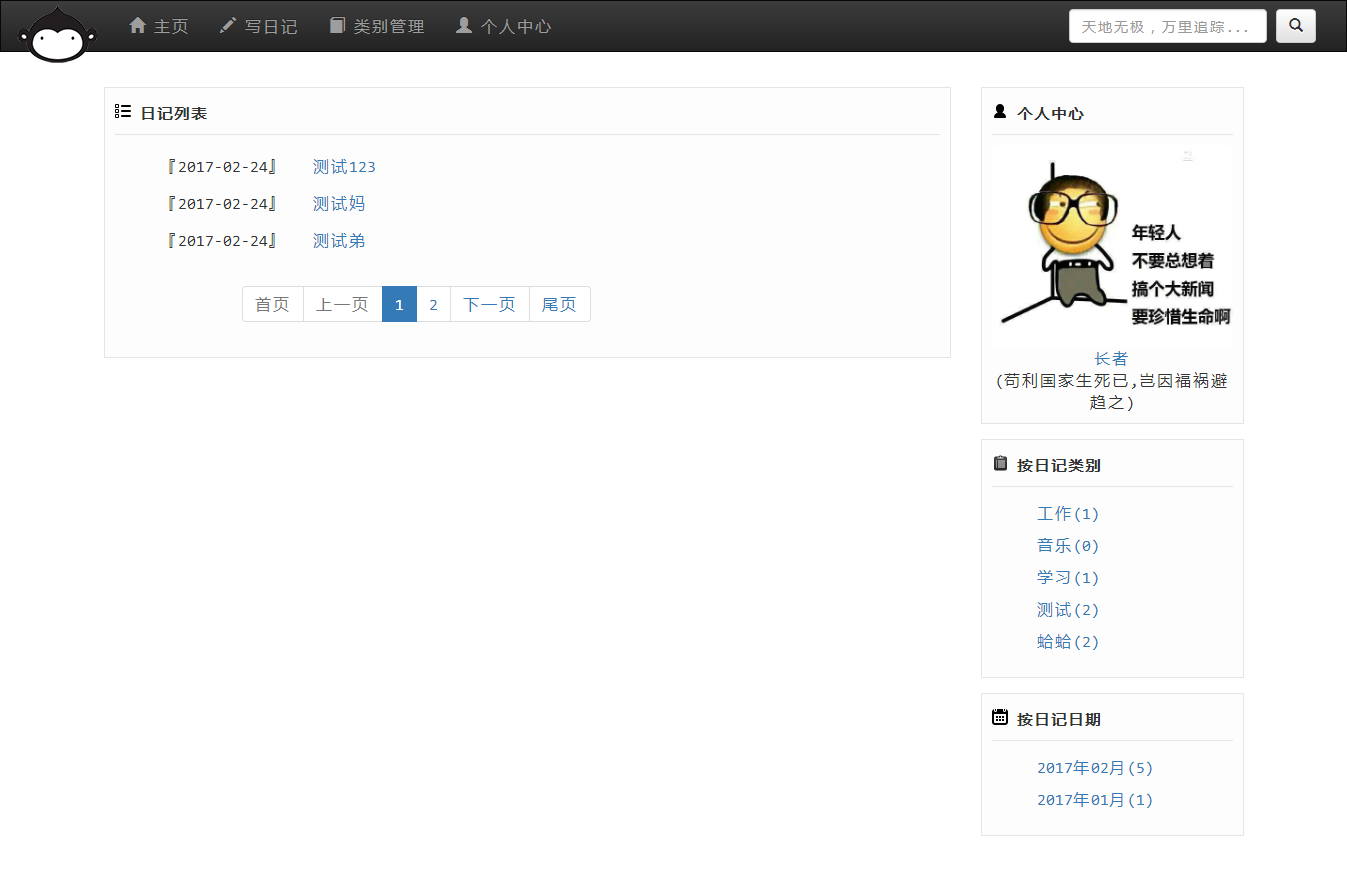 主页 写日记 类别管理 个人中心 天地无极，万里追踪...
日记列表
『2017-02-24』 测试123
『2017-02-24』 测试妈
『2017-02-24』 测试弟
首页 上一页 1 2 下一页 尾页
个人中心
年轻人
不要总想着
搞个大新闻
要珍惜生命啊
长者
(苟利国家生死已,岂因福祸避
趋之)
按日记类别
工作(1)
音乐(0)
学习(1)
测试(2)
蛤蛤(2)
按日记日期
2017年02月(5)
2017年01月(1)